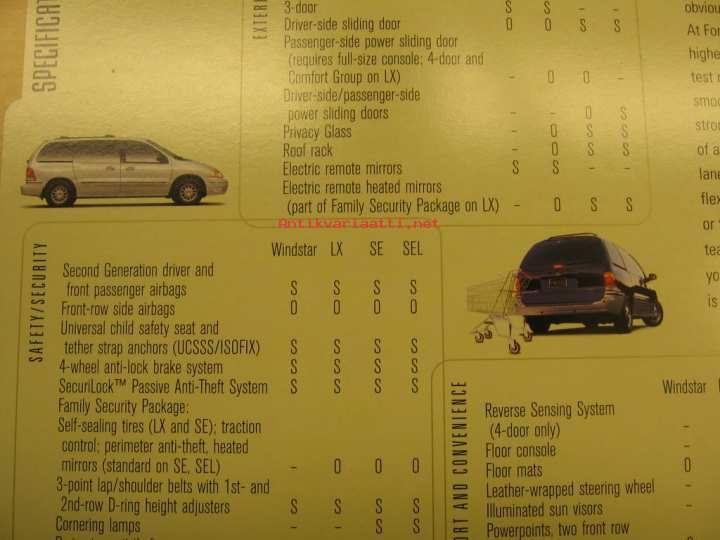 SPECIFICAT
EXTERI
3-door S S – –
Driver-side sliding door O O S S
Passenger-side power sliding door
(requires full-size console; 4-door and
Comfort Group on LX) – O O –
Driver-side/passenger-side
power sliding doors – – O S
Privacy Glass – O S S
Roof rack – O S S
Electric remote mirrors S S – –
Electric remote heated mirrors
(part of Family Security Package on LX) – O S S
Antikvariaatti.net
SAFETY/SECURITY
Windstar LX SE SEL
Second Generation driver and
front passenger airbags S S S S
Front-row side airbags O O O O
Universal child safety seat and
tether strap anchors (UCSSS/ISOFIX) S S S S
4-wheel anti-lock brake system S S S S
SecuriLock™ Passive Anti-Theft System S S S S
Family Security Package:
Self-sealing tires (LX and SE); traction
control; perimeter anti-theft, heated
mirrors (standard on SE, SEL) – O O O
3-point lap/shoulder belts with 1st- and
2nd-row D-ring height adjusters S S S S
Cornering lamps – – S S
obviou
At For
highe
test
smoo
stro
of a
lane
flex
or
tea
yo
is
ORT AND CONVENIENCE
Windstar
Reverse Sensing System
(4-door only) –
Floor console –
Floor mats O
Leather-wrapped steering wheel –
Illuminated sun visors –
Powerpoints, two front row